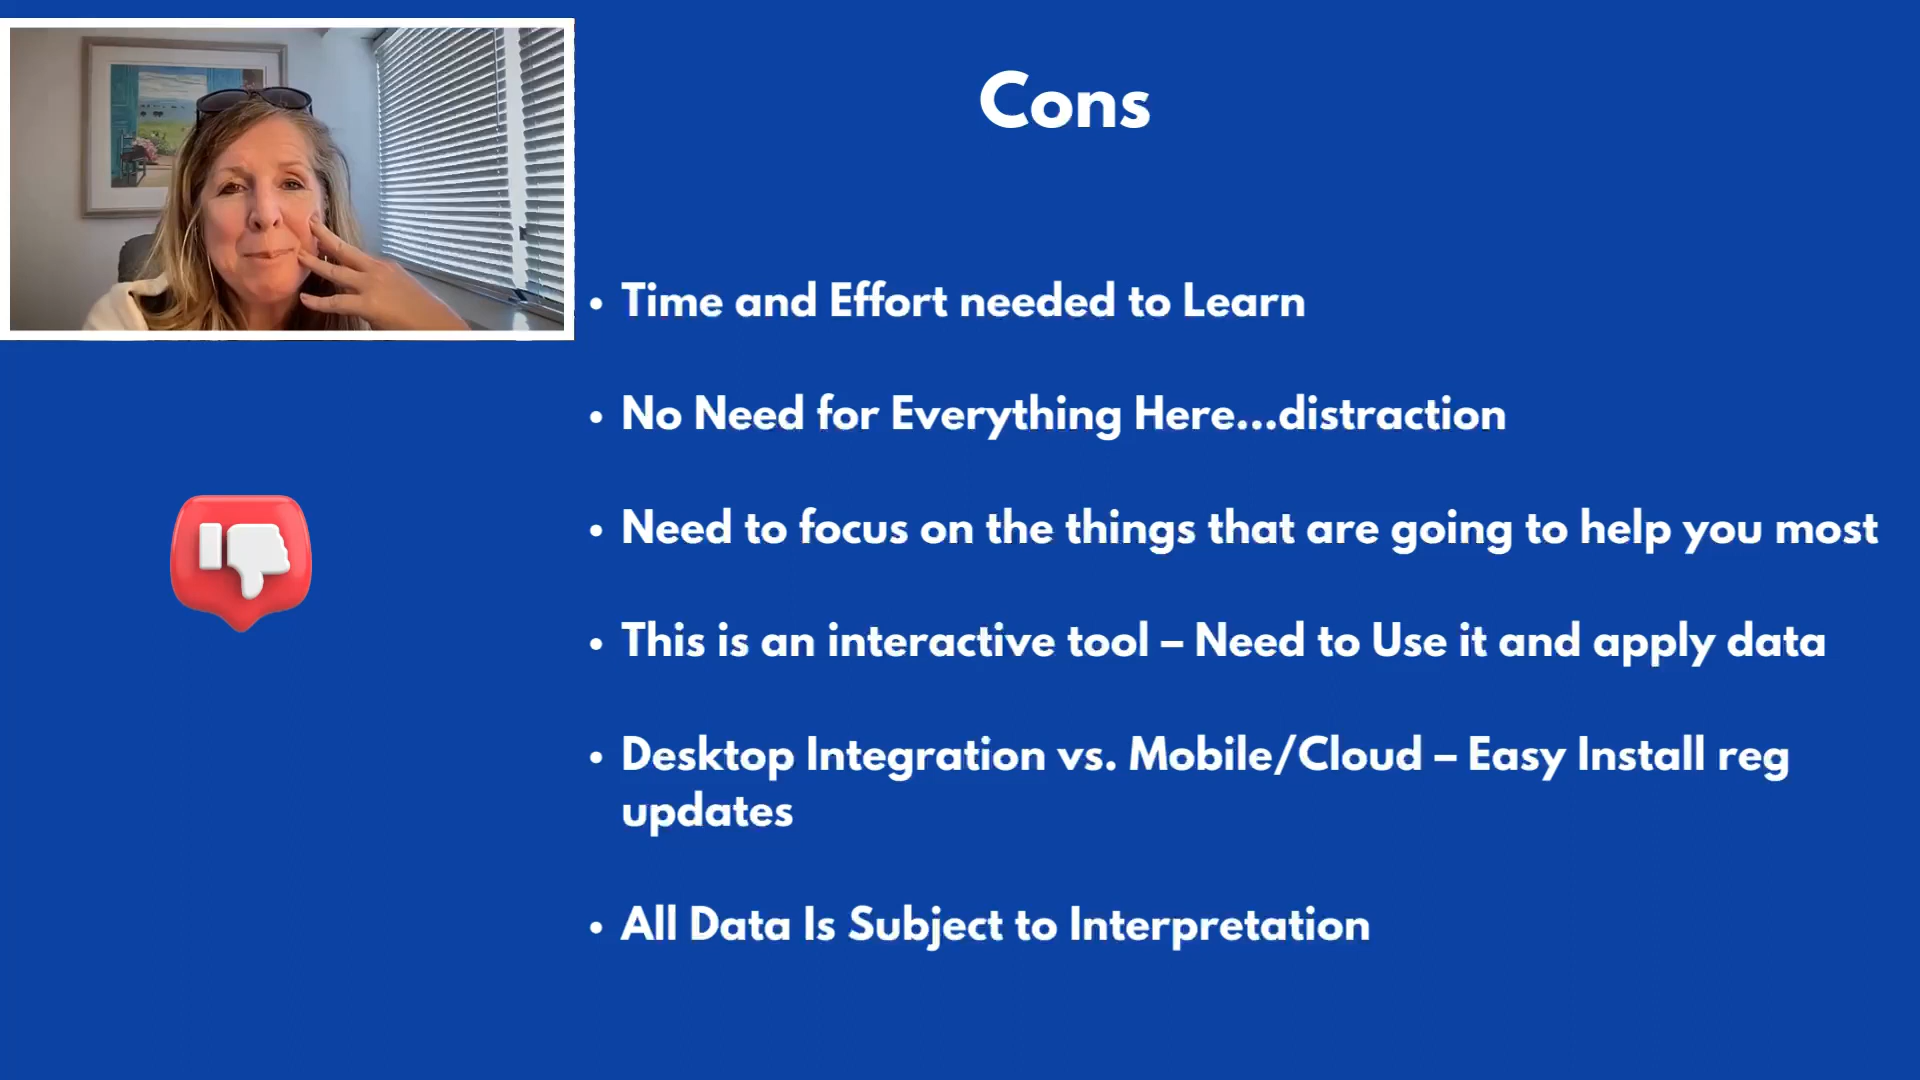 Cons
• Time and Effort needed to Learn
• No Need for Everything Here...distraction
• Need to focus on the things that are going to help you most
• This is an interactive tool – Need to Use it and apply data
• Desktop Integration vs. Mobile/Cloud – Easy Install reg
updates
• All Data Is Subject to Interpretation